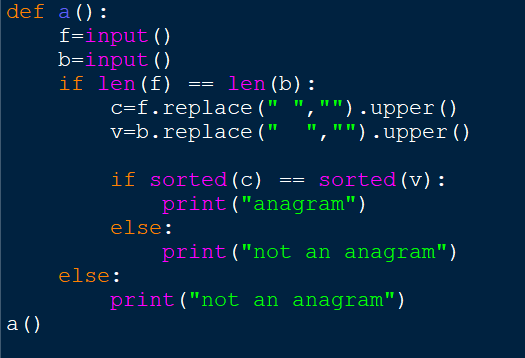 def a():
    f=input()
    b=input()
    if len(f) == len(b):
        c=f.replace(" ","").upper()
        v=b.replace("  ","").upper()

        if sorted(c) == sorted(v):
            print("anagram")
        else:
            print("not an anagram")
    else:
        print("not an anagram")
a()